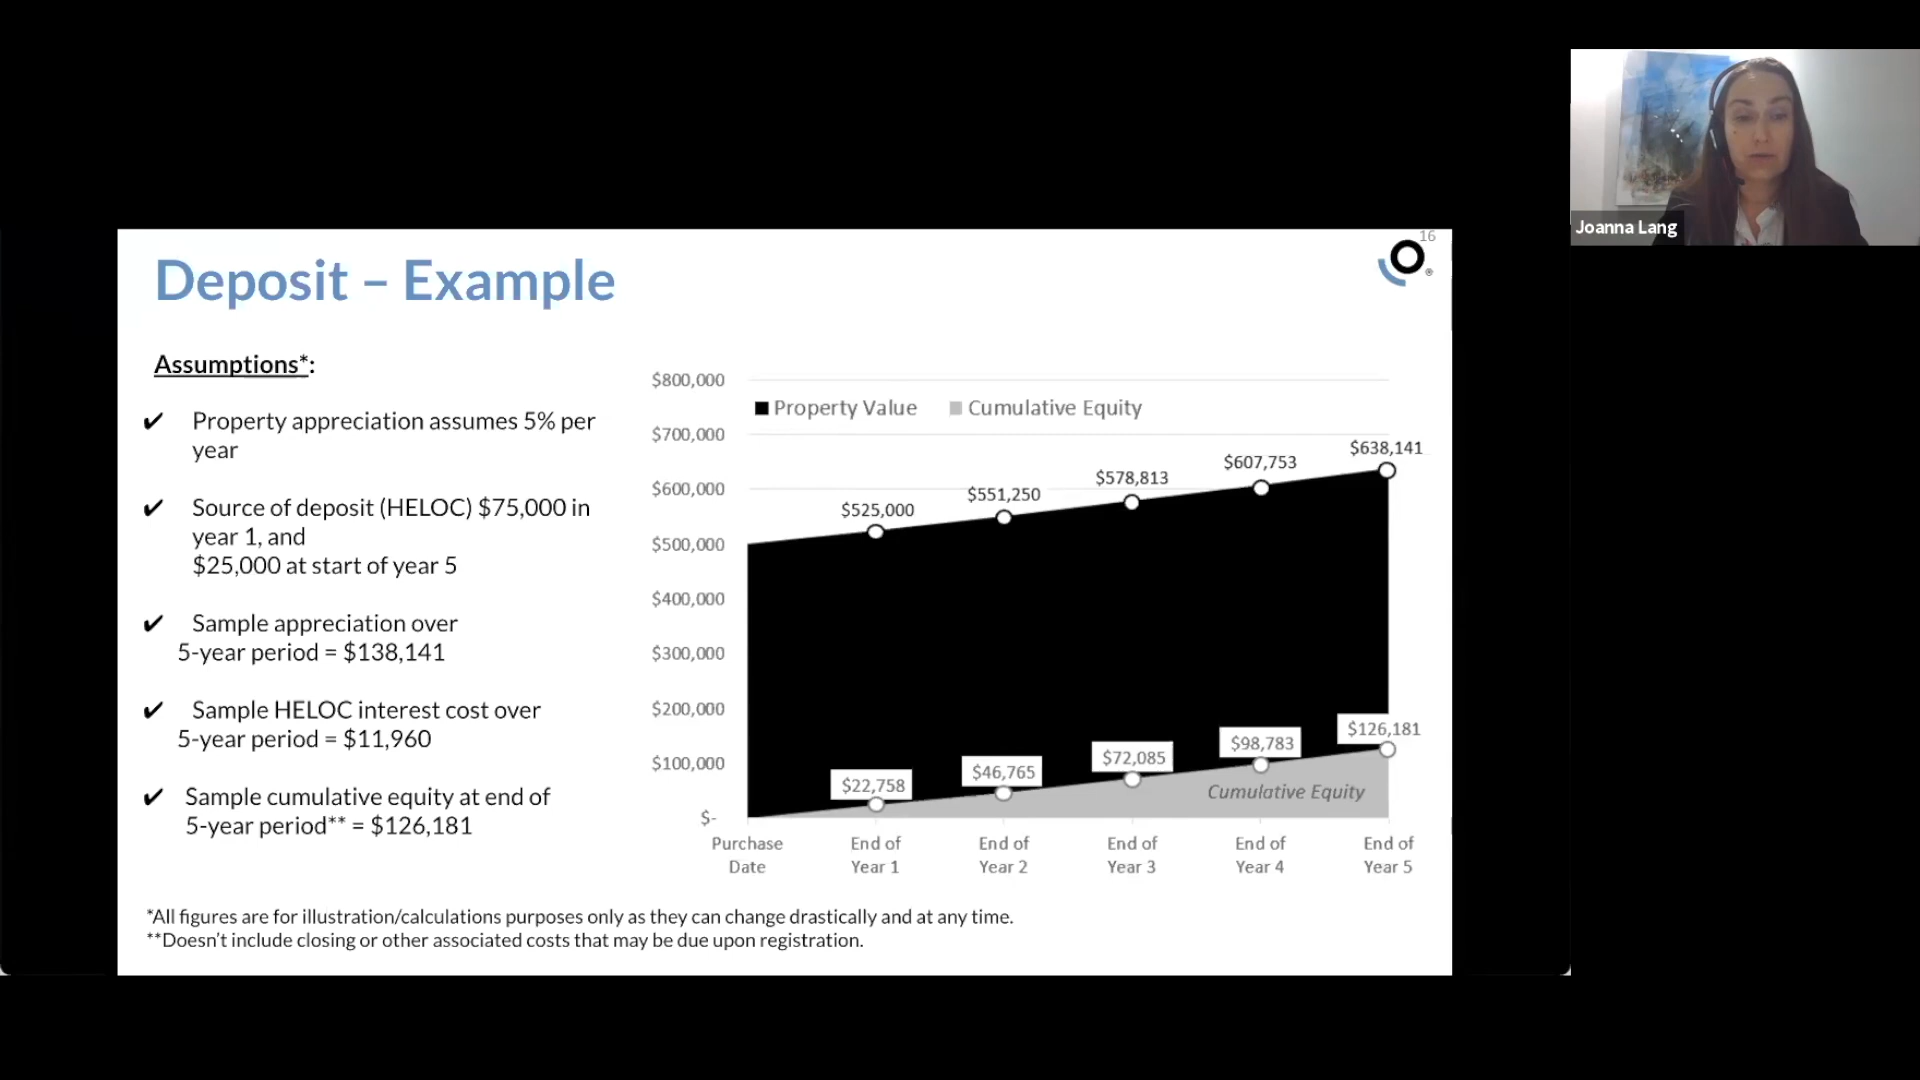 Joanna Lang
16
Deposit – Example
®
Assumptions*:
✔ Property appreciation assumes 5% per
year
✔ Source of deposit (HELOC) $75,000 in
year 1, and
$25,000 at start of year 5
✔ Sample appreciation over
5-year period = $138,141
✔ Sample HELOC interest cost over
5-year period = $11,960
✔ Sample cumulative equity at end of
5-year period** = $126,181
$800,000
Property Value Cumulative Equity
$700,000
$638,141
$607,753
$578,813
$600,000
$551,250
$525,000
$500,000
$400,000
$300,000
$200,000
$126,181
$98,783
$72,085
$100,000
$46,765
$22,758
Cumulative Equity
$-
Purchase Date
End of Year 1
End of Year 2
End of Year 3
End of Year 4
End of Year 5
*All figures are for illustration/calculations purposes only as they can change drastically and at any time.
**Doesn't include closing or other associated costs that may be due upon registration.